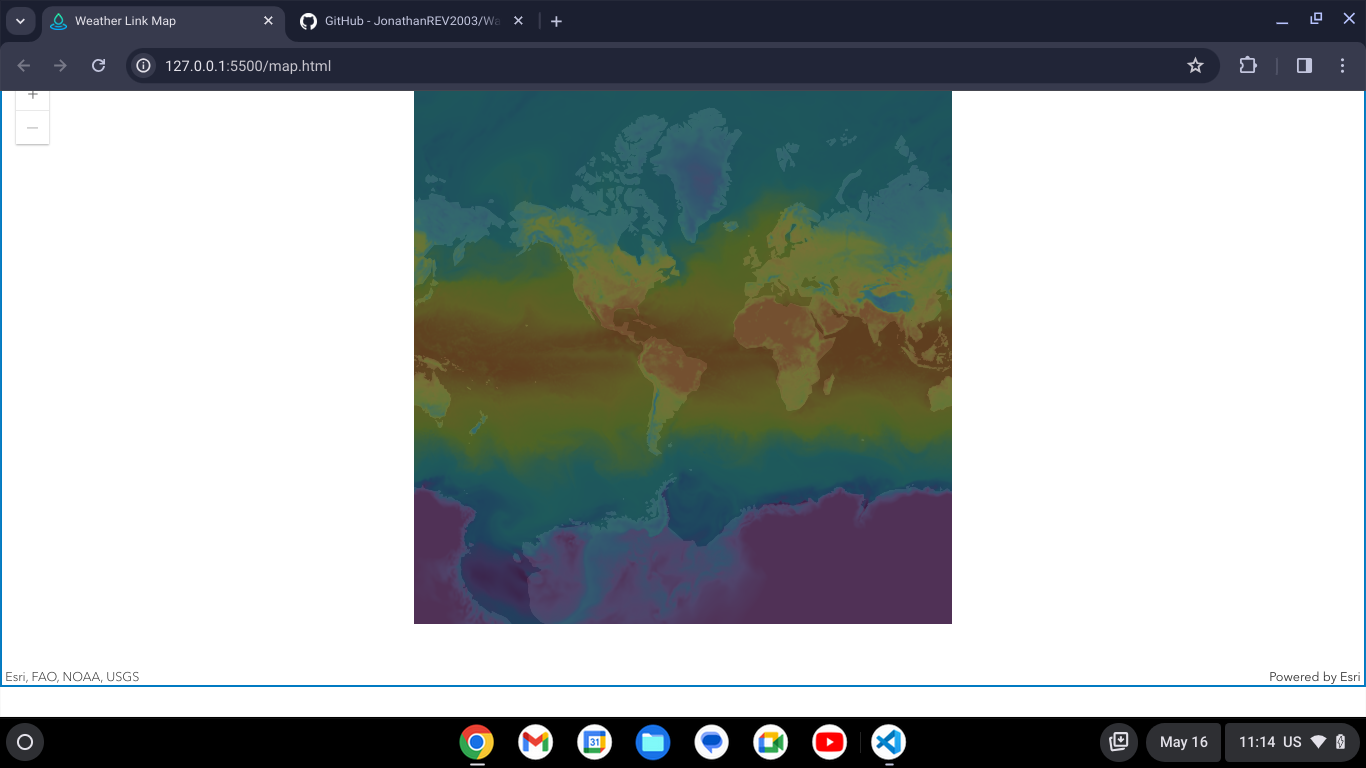 Weather Link Map
GitHub - JonathanREV2003/Wa
127.0.0.1:5500/map.html
+
−
Esri, FAO, NOAA, USGS
Powered by Esri
31
May 16
11:14 US